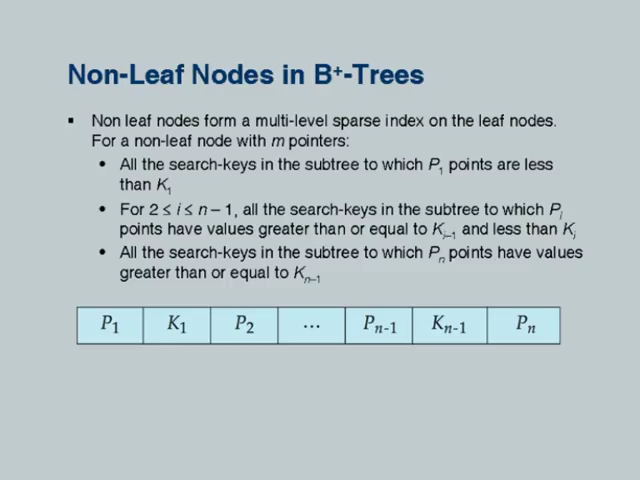 Non-Leaf Nodes in B⁺-Trees
▪ Non leaf nodes form a multi-level sparse index on the leaf nodes.
For a non-leaf node with m pointers:
• All the search-keys in the subtree to which P₁ points are less
than K₁
• For 2 ≤ i ≤ n – 1, all the search-keys in the subtree to which Pᵢ
points have values greater than or equal to Kᵢ₋₁ and less than Kᵢ
• All the search-keys in the subtree to which Pₙ points have values
greater than or equal to Kₙ₋₁
P₁ K₁ P₂ … Pₙ₋₁ Kₙ₋₁ Pₙ